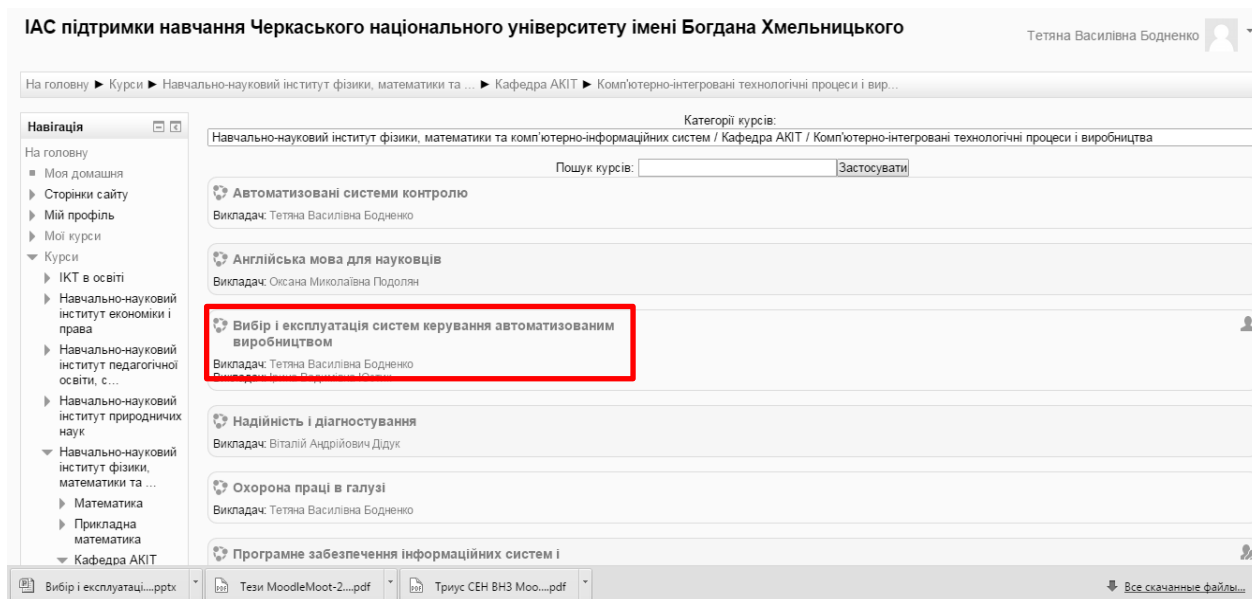 ІАС підтримки навчання Черкаського національного університету імені Богдана Хмельницького
Тетяна Василівна Бодненко
На головну ► Курси ► Навчально-науковий інститут фізики, математики та ... ► Кафедра АКІТ ► Комп'ютерно-інтегровані технологічні процеси і вир...
Навігація
На головну
Моя домашня
Сторінки сайту
Мій профіль
Мої курси
Курси
ІКТ в освіті
Навчально-науковий
інститут економіки і
права
Навчально-науковий
інститут педагогічної
освіти, с...
Навчально-науковий
інститут природничих
наук
Навчально-науковий
інститут фізики,
математики та ...
Математика
Прикладна
математика
Кафедра АКІТ
Категорії курсів:
Навчально-науковий інститут фізики, математики та комп'ютерно-інформаційних систем / Кафедра АКІТ / Комп'ютерно-інтегровані технологічні процеси і виробництва
Пошук курсів: Застосувати
Автоматизовані системи контролю
Викладач: Тетяна Василівна Бодненко
Англійська мова для науковців
Викладач: Оксана Миколаївна Подолян
Вибір і експлуатація систем керування автоматизованим
виробництвом
Викладач: Тетяна Василівна Бодненко
Надійність і діагностування
Викладач: Віталій Андрійович Дідук
Охорона праці в галузі
Викладач: Тетяна Василівна Бодненко
Програмне забезпечення інформаційних систем і
Вибір і експлуатаці....pptx
Тези MoodleMoot-2....pdf
Триус СЕН ВНЗ Моо....pdf
Все скачанные файлы...